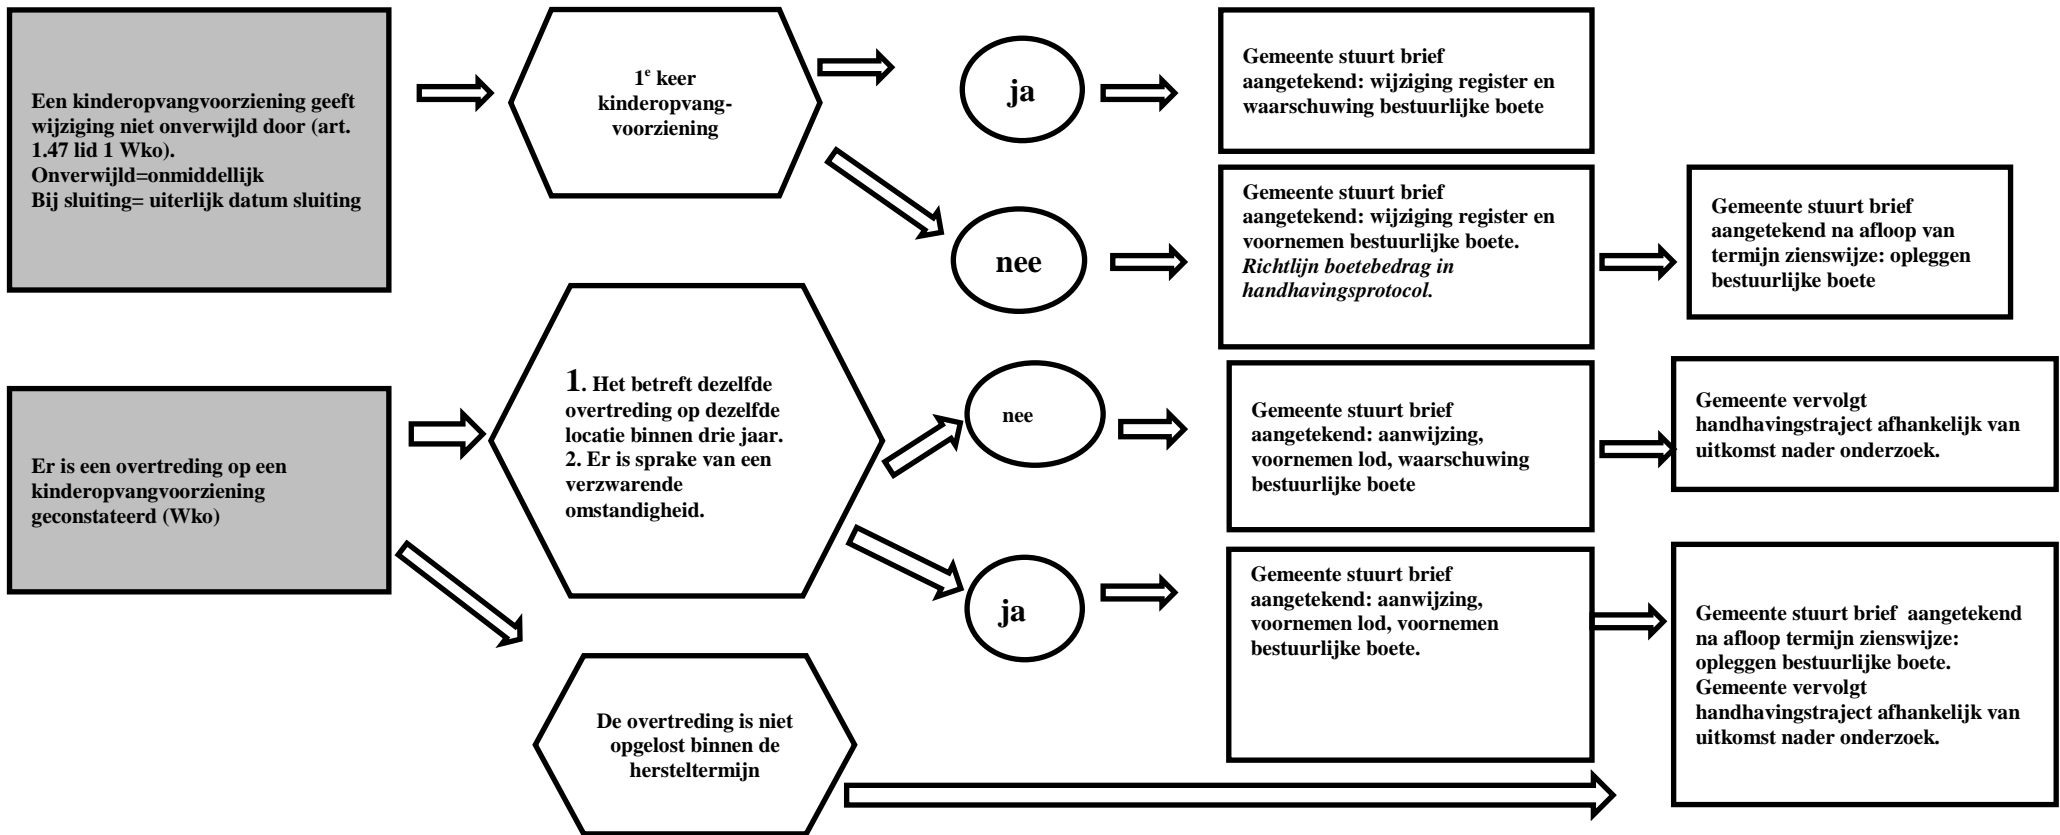 Een kinderopvangvoorziening geeft
wijziging niet onverwijld door (art.
1.47 lid 1 Wko).
Onverwijld=onmiddellijk
Bij sluiting= uiterlijk datum sluiting
1e keer
kinderopvang-
voorziening
ja
Gemeente stuurt brief
aangetekend: wijziging register en
waarschuwing bestuurlijke boete
nee
Gemeente stuurt brief
aangetekend: wijziging register en
voornemen bestuurlijke boete.
Richtlijn boetebedrag in
handhavingsprotocol.
Gemeente stuurt brief
aangetekend na afloop van
termijn zienswijze: opleggen
bestuurlijke boete
Er is een overtreding op een
kinderopvangvoorziening
geconstateerd (Wko)
1. Het betreft dezelfde
overtreding op dezelfde
locatie binnen drie jaar.
2. Er is sprake van een
verzwarende
omstandigheid.
nee
Gemeente stuurt brief
aangetekend: aanwijzing,
voornemen lod, waarschuwing
bestuurlijke boete
Gemeente vervolgt
handhavingstraject afhankelijk van
uitkomst nader onderzoek.
ja
Gemeente stuurt brief
aangetekend: aanwijzing,
voornemen lod, voornemen
bestuurlijke boete.
Gemeente stuurt brief aangetekend
na afloop termijn zienswijze:
opleggen bestuurlijke boete.
Gemeente vervolgt
handhavingstraject afhankelijk van
uitkomst nader onderzoek.
De overtreding is niet
opgelost binnen de
hersteltermijn